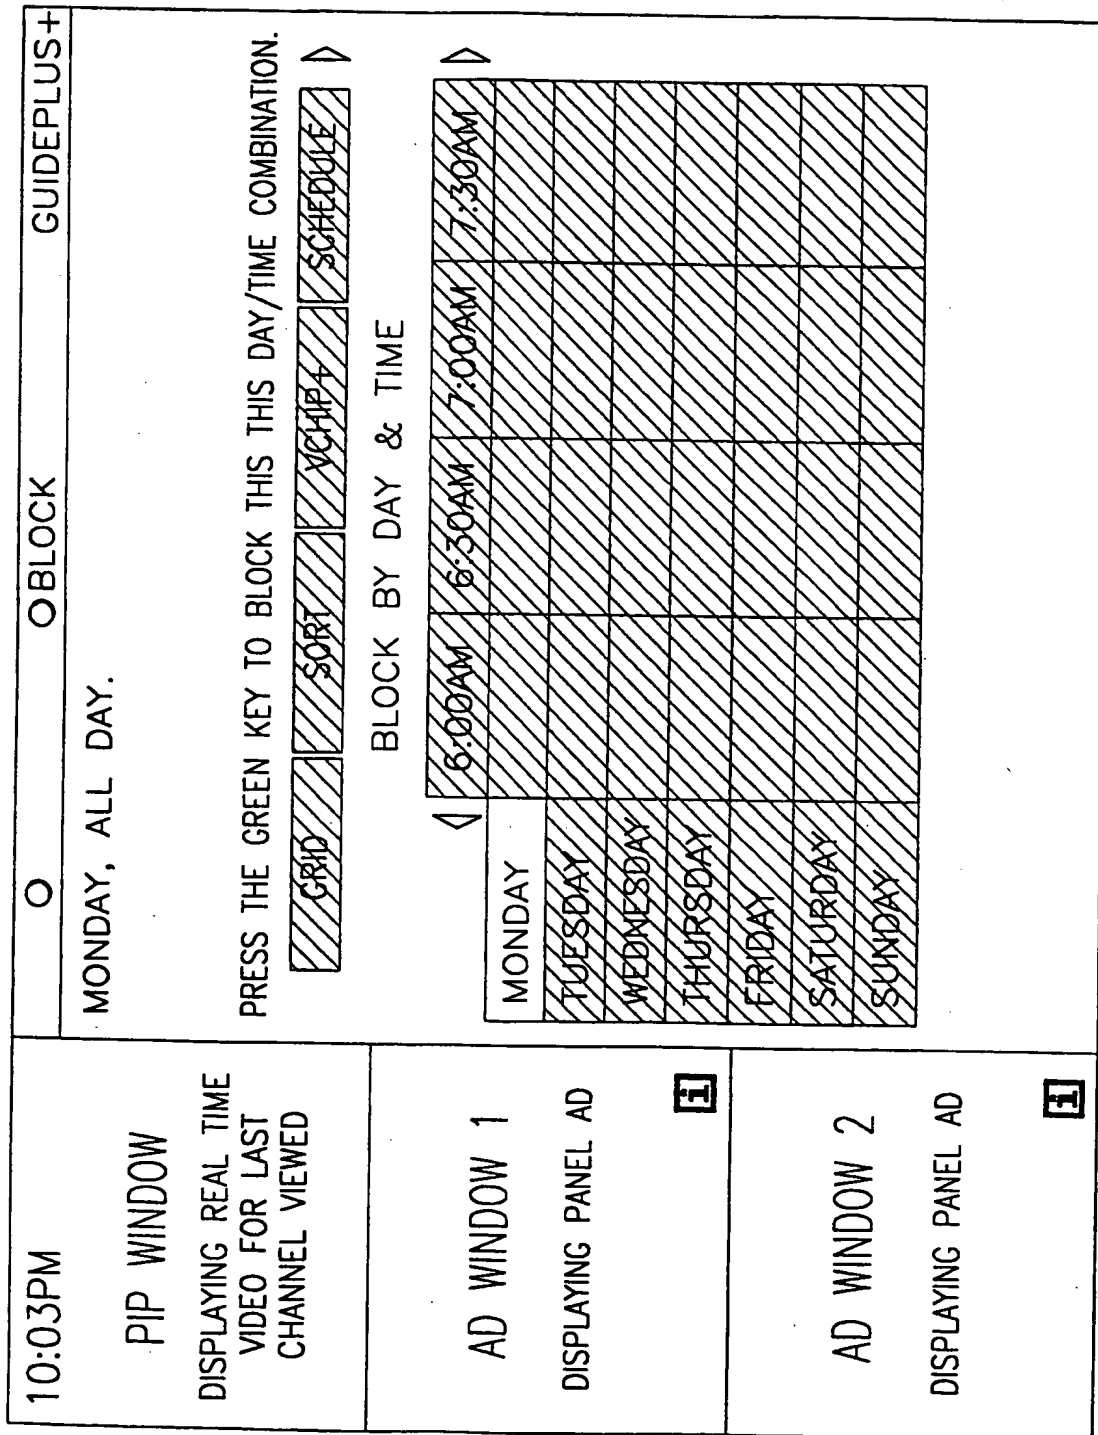 10:03PM
PIP WINDOW
DISPLAYING REAL TIME
VIDEO FOR LAST
CHANNEL VIEWED
AD WINDOW 1
DISPLAYING PANEL AD
i
AD WINDOW 2
DISPLAYING PANEL AD
i
BLOCK GUIDEPLUS+
MONDAY, ALL DAY.
PRESS THE GREEN KEY TO BLOCK THIS THIS DAY/TIME COMBINATION.
GRID SORT VCHIP+ SCHEDULE
BLOCK BY DAY & TIME
6:00AM 6:30AM 7:00AM 7:30AM
MONDAY
TUESDAY
WEDNESDAY
THURSDAY
FRIDAY
SATURDAY
SUNDAY